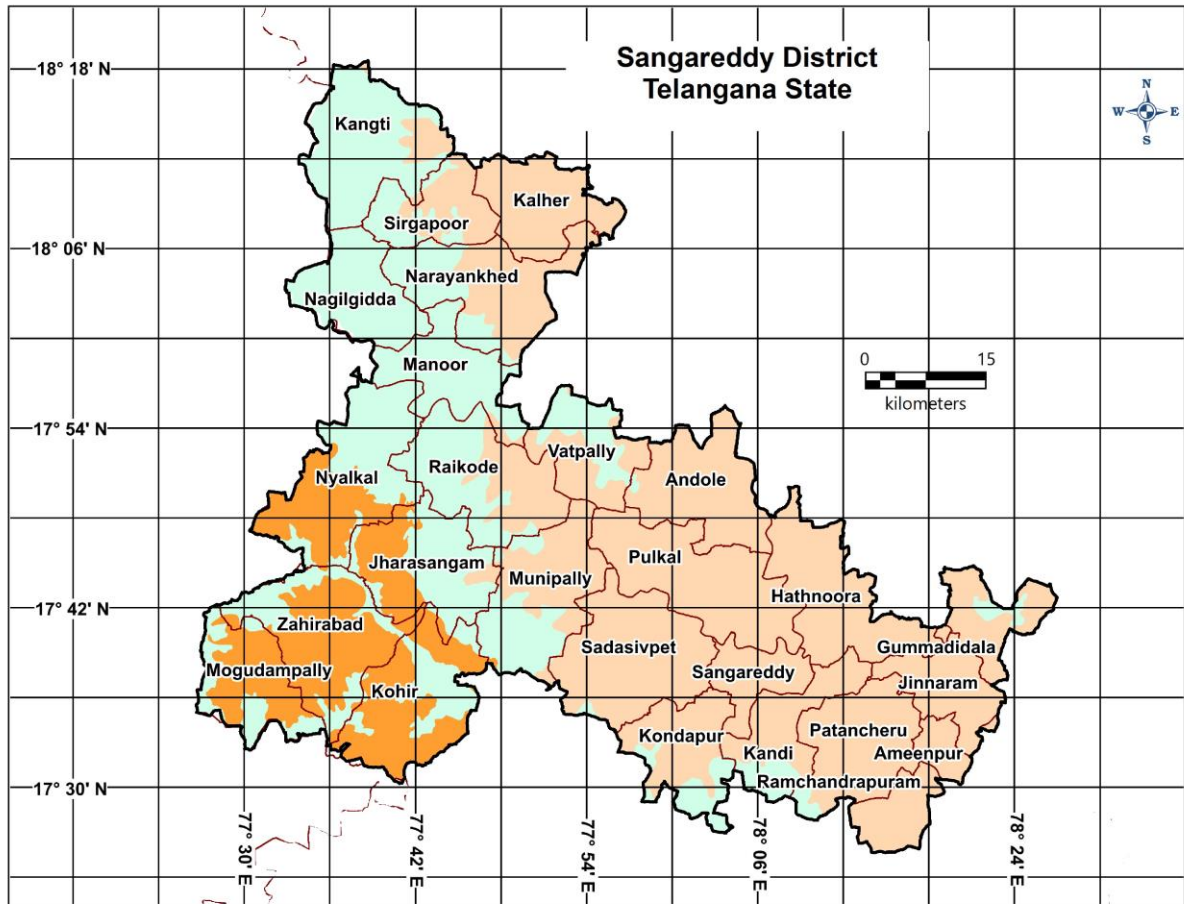 Sangareddy District
Telangana State
N
W
E
S
18° 18' N
Kangti
Kalher
Sirgapoor
18° 06' N
Narayankhed
Nagilgidda
Manoor
0
15
kilometers
17° 54' N
Vatpally
Raikode
Nyalkal
Andole
Pulkal
Jharasangam
Munipally
Hathnoora
17° 42' N
Zahirabad
Sadasivpet
Gummadidala
Mogudampally
Sangareddy
Jinnaram
Kohir
Kondapur
Patancheru
Kandi
Ameenpur
Ramchandrapuram
17° 30' N
77° 30' E
77° 42' E
77° 54' E
78° 06' E
78° 24' E